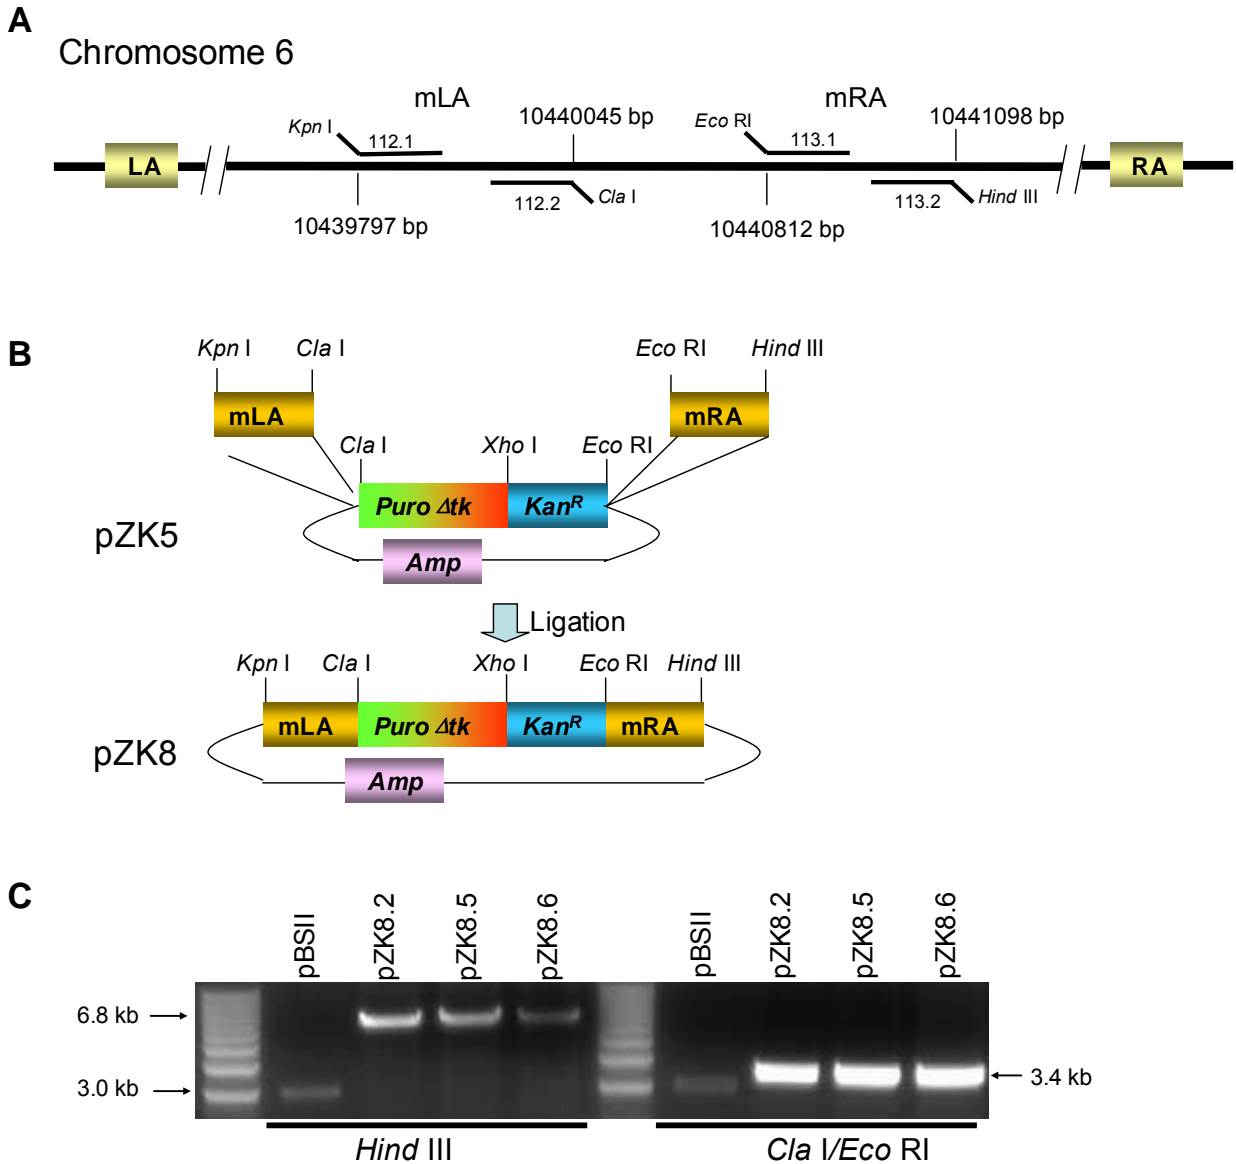 A
Chromosome 6
mLA
mRA
Kpn I
112.1
10440045 bp
Eco RI
113.1
10441098 bp
LA
RA
112.2
Cla I
113.2
Hind III
10439797 bp
10440812 bp
B
Kpn I
Cla I
Eco RI
Hind III
mLA
mRA
Cla I
Xho I
Eco RI
Puro Δtk
Kan^R
pZK5
Amp
Ligation
Kpn I
Cla I
Xho I
Eco RI
Hind III
mLA
Puro Δtk
Kan^R
mRA
pZK8
Amp
C
pBSII
pZK8.2
pZK8.5
pZK8.6
pBSII
pZK8.2
pZK8.5
pZK8.6
6.8 kb
3.0 kb
3.4 kb
Hind III
Cla I/Eco RI